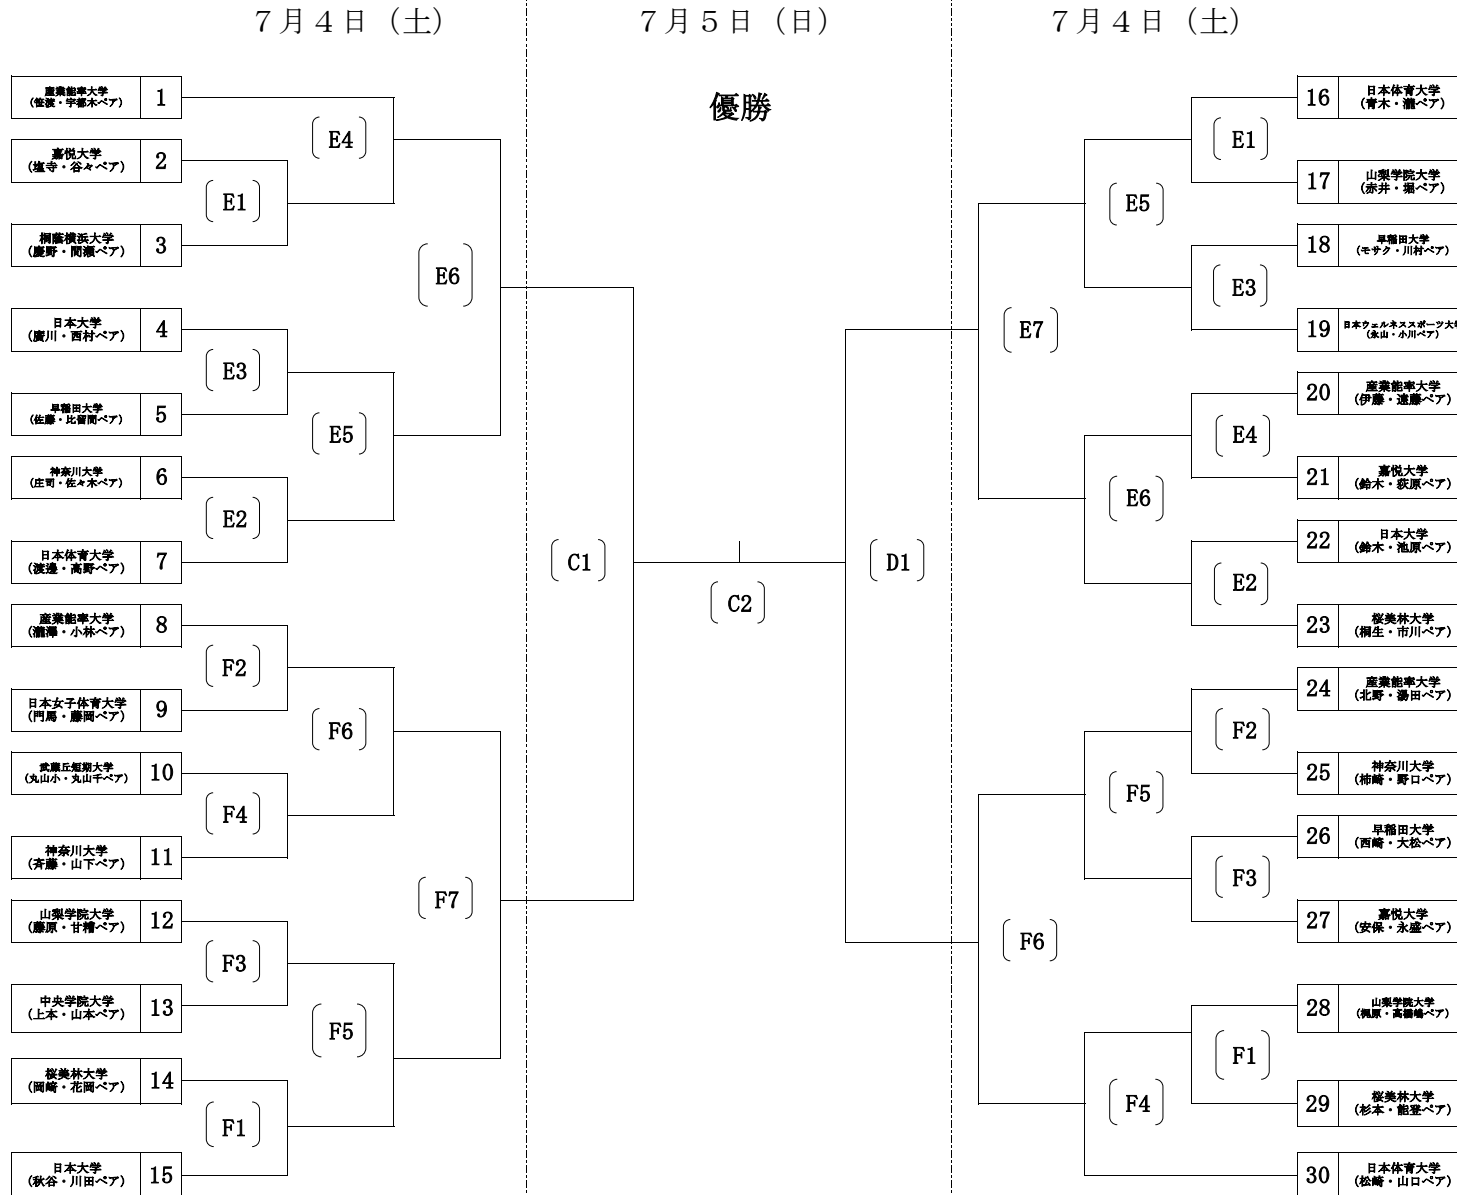 ７月４日（土）
７月５日（日）
７月４日（土）
優勝
産業能率大学
(笹渡・宇都木ペア)
1
嘉悦大学
(塩寺・谷々ペア)
2
桐蔭横浜大学
(慶野・間瀬ペア)
3
日本大学
(廣川・西村ペア)
4
早稲田大学
(佐藤・比留間ペア)
5
神奈川大学
(庄司・佐々木ペア)
6
日本体育大学
(渡邊・高野ペア)
7
産業能率大学
(瀧澤・小林ペア)
8
日本女子体育大学
(門馬・藤岡ペア)
9
武蔵丘短期大学
(丸山小・丸山千ペア)
10
神奈川大学
(斉藤・山下ペア)
11
山梨学院大学
(藤原・甘糟ペア)
12
中央学院大学
(上本・山本ペア)
13
桜美林大学
(岡崎・花岡ペア)
14
日本大学
(秋谷・川田ペア)
15
E4
E1
E6
E3
E5
E2
F2
F6
F4
F7
F3
F5
F1
C1
C2
D1
E1
E5
E3
E7
E4
E6
E2
F2
F5
F3
F6
F1
F4
16
日本体育大学
(青木・瀧ペア)
17
山梨学院大学
(赤井・堀ペア)
18
早稲田大学
(モサク・川村ペア)
19
日本ウェルネススポーツ大学
(永山・小川ペア)
20
産業能率大学
(伊藤・遠藤ペア)
21
嘉悦大学
(鈴木・荻原ペア)
22
日本大学
(鈴木・池原ペア)
23
桜美林大学
(桐生・市川ペア)
24
産業能率大学
(北野・湯田ペア)
25
神奈川大学
(柿崎・野口ペア)
26
早稲田大学
(西崎・大松ペア)
27
嘉悦大学
(安保・永盛ペア)
28
山梨学院大学
(梶原・高橋嶋ペア)
29
桜美林大学
(杉本・能登ペア)
30
日本体育大学
(松崎・山口ペア)